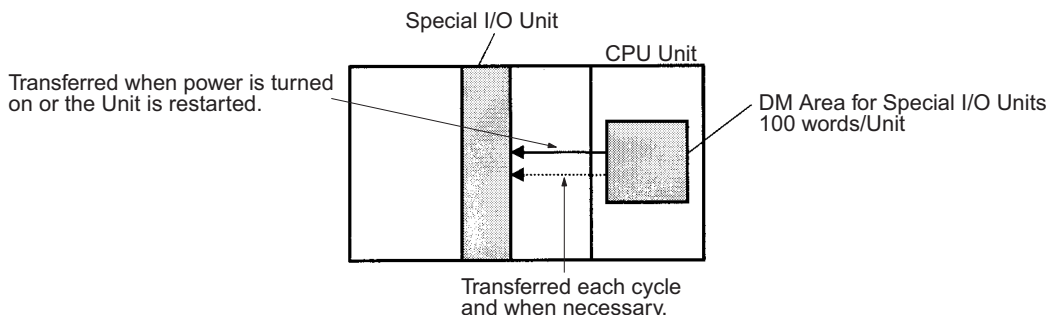 Special I/O Unit
CPU Unit
Transferred when power is turned
on or the Unit is restarted.
DM Area for Special I/O Units
100 words/Unit
Transferred each cycle
and when necessary.